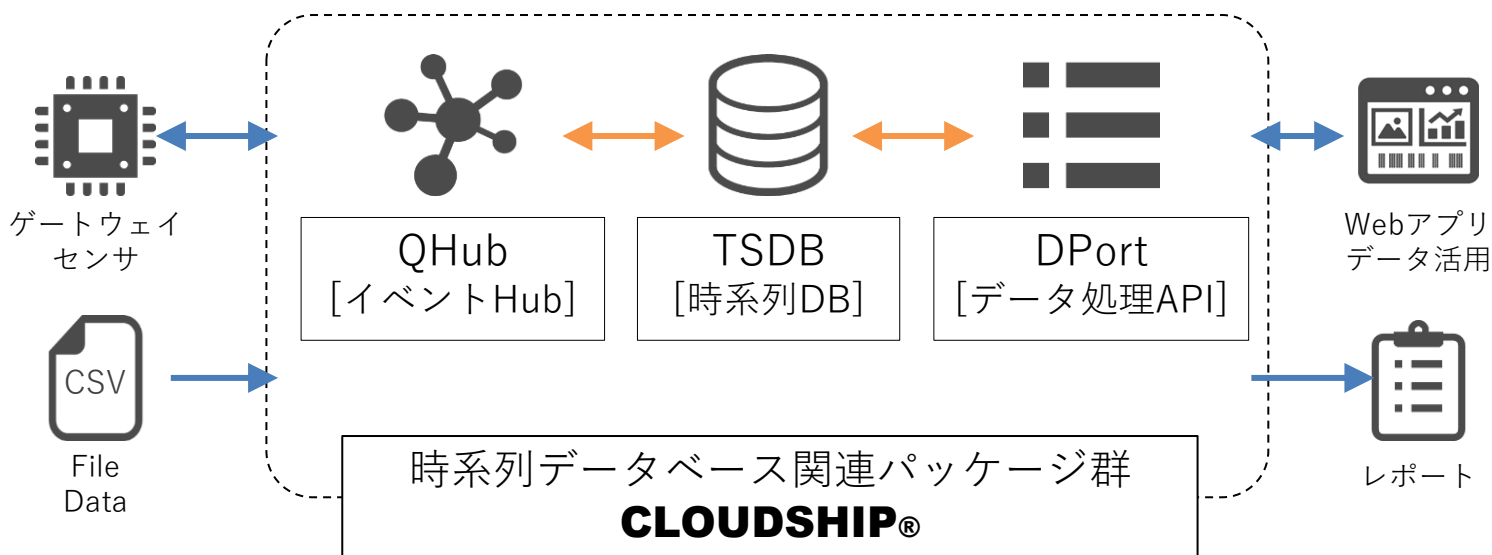 ゲートウェイ
センサ
CSV
File
Data
QHub
[イベントHub]
TSDB
[時系列DB]
DPort
[データ処理API]
時系列データベース関連パッケージ群
CLOUDSHIP®
Webアプリ
データ活用
レポート